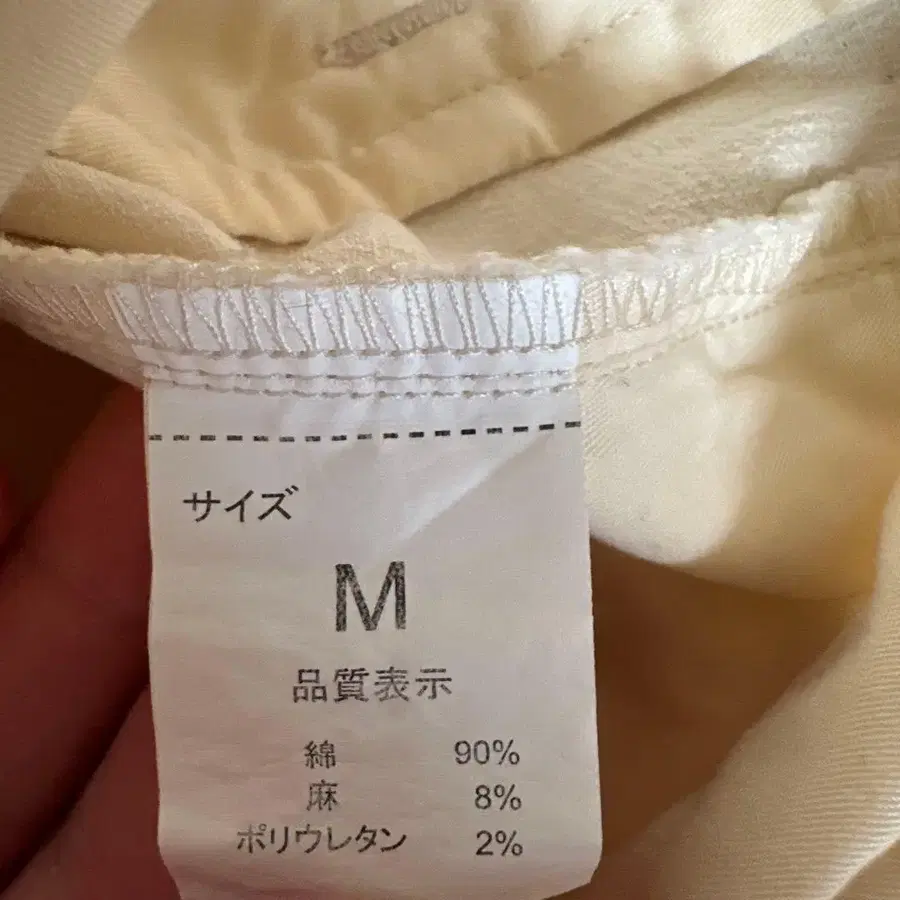 サイズ
M
品質表示
綿 90%
麻 8%
ポリウレタン 2%